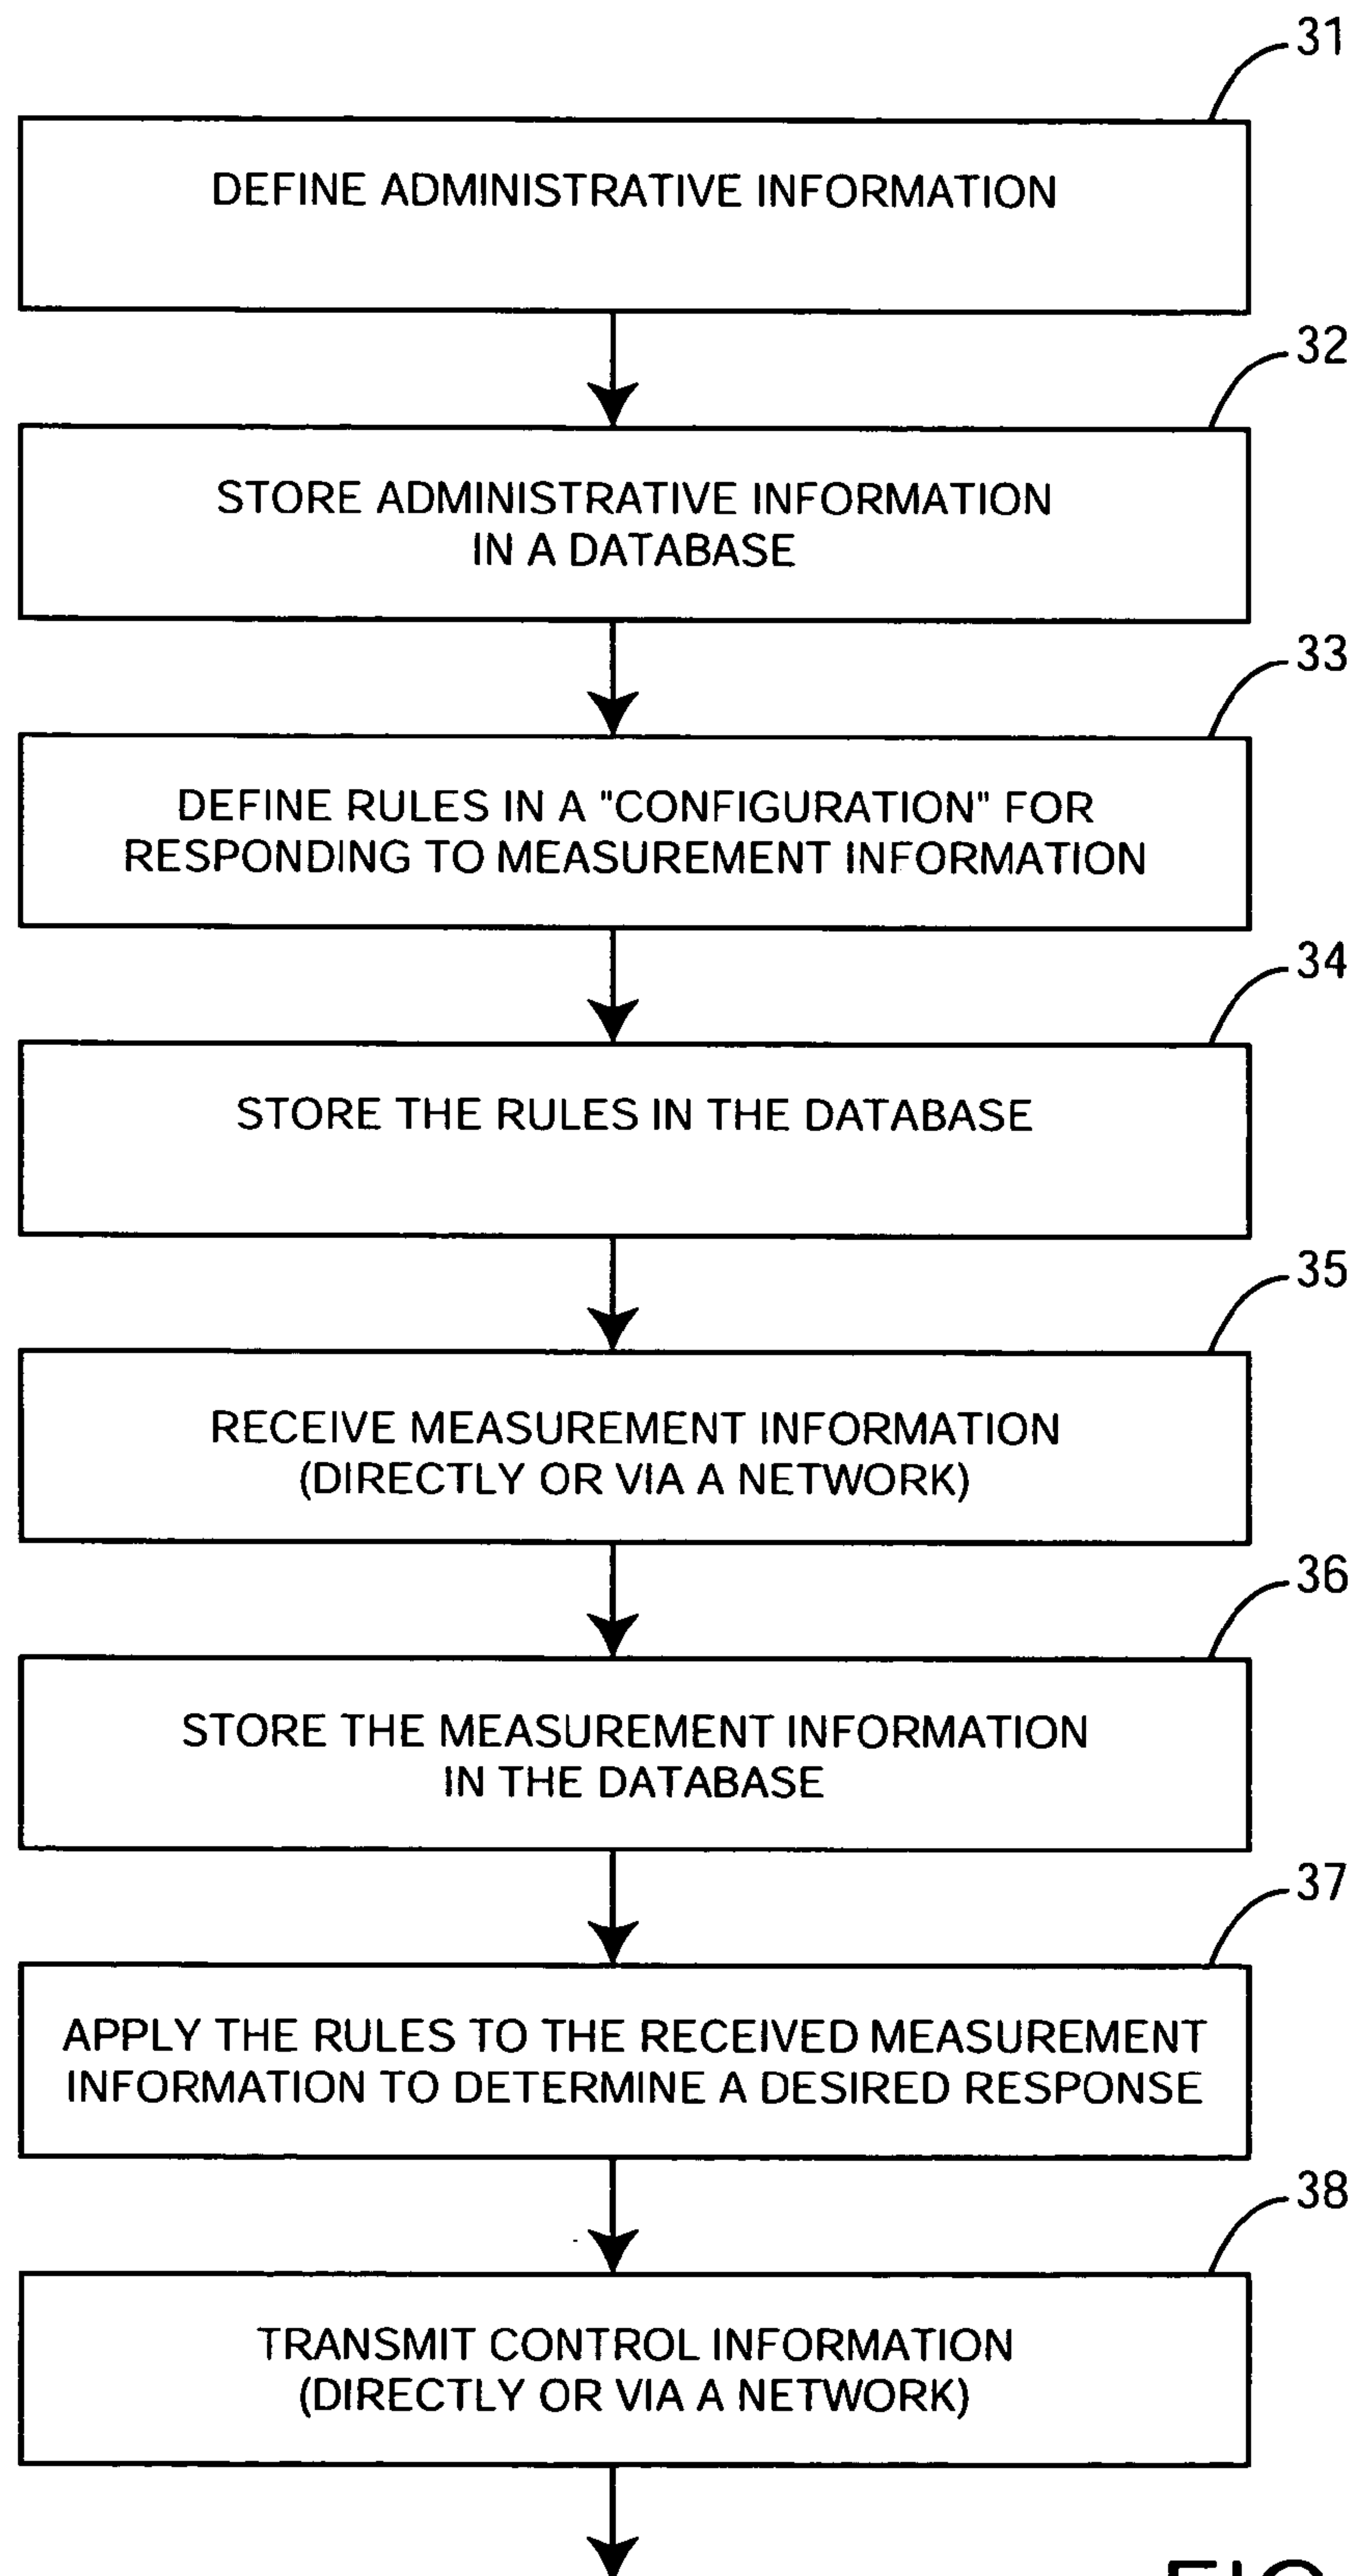 31
DEFINE ADMINISTRATIVE INFORMATION
32
STORE ADMINISTRATIVE INFORMATION
IN A DATABASE
33
DEFINE RULES IN A "CONFIGURATION" FOR
RESPONDING TO MEASUREMENT INFORMATION
34
STORE THE RULES IN THE DATABASE
35
RECEIVE MEASUREMENT INFORMATION
(DIRECTLY OR VIA A NETWORK)
36
STORE THE MEASUREMENT INFORMATION
IN THE DATABASE
37
APPLY THE RULES TO THE RECEIVED MEASUREMENT
INFORMATION TO DETERMINE A DESIRED RESPONSE
38
TRANSMIT CONTROL INFORMATION
(DIRECTLY OR VIA A NETWORK)